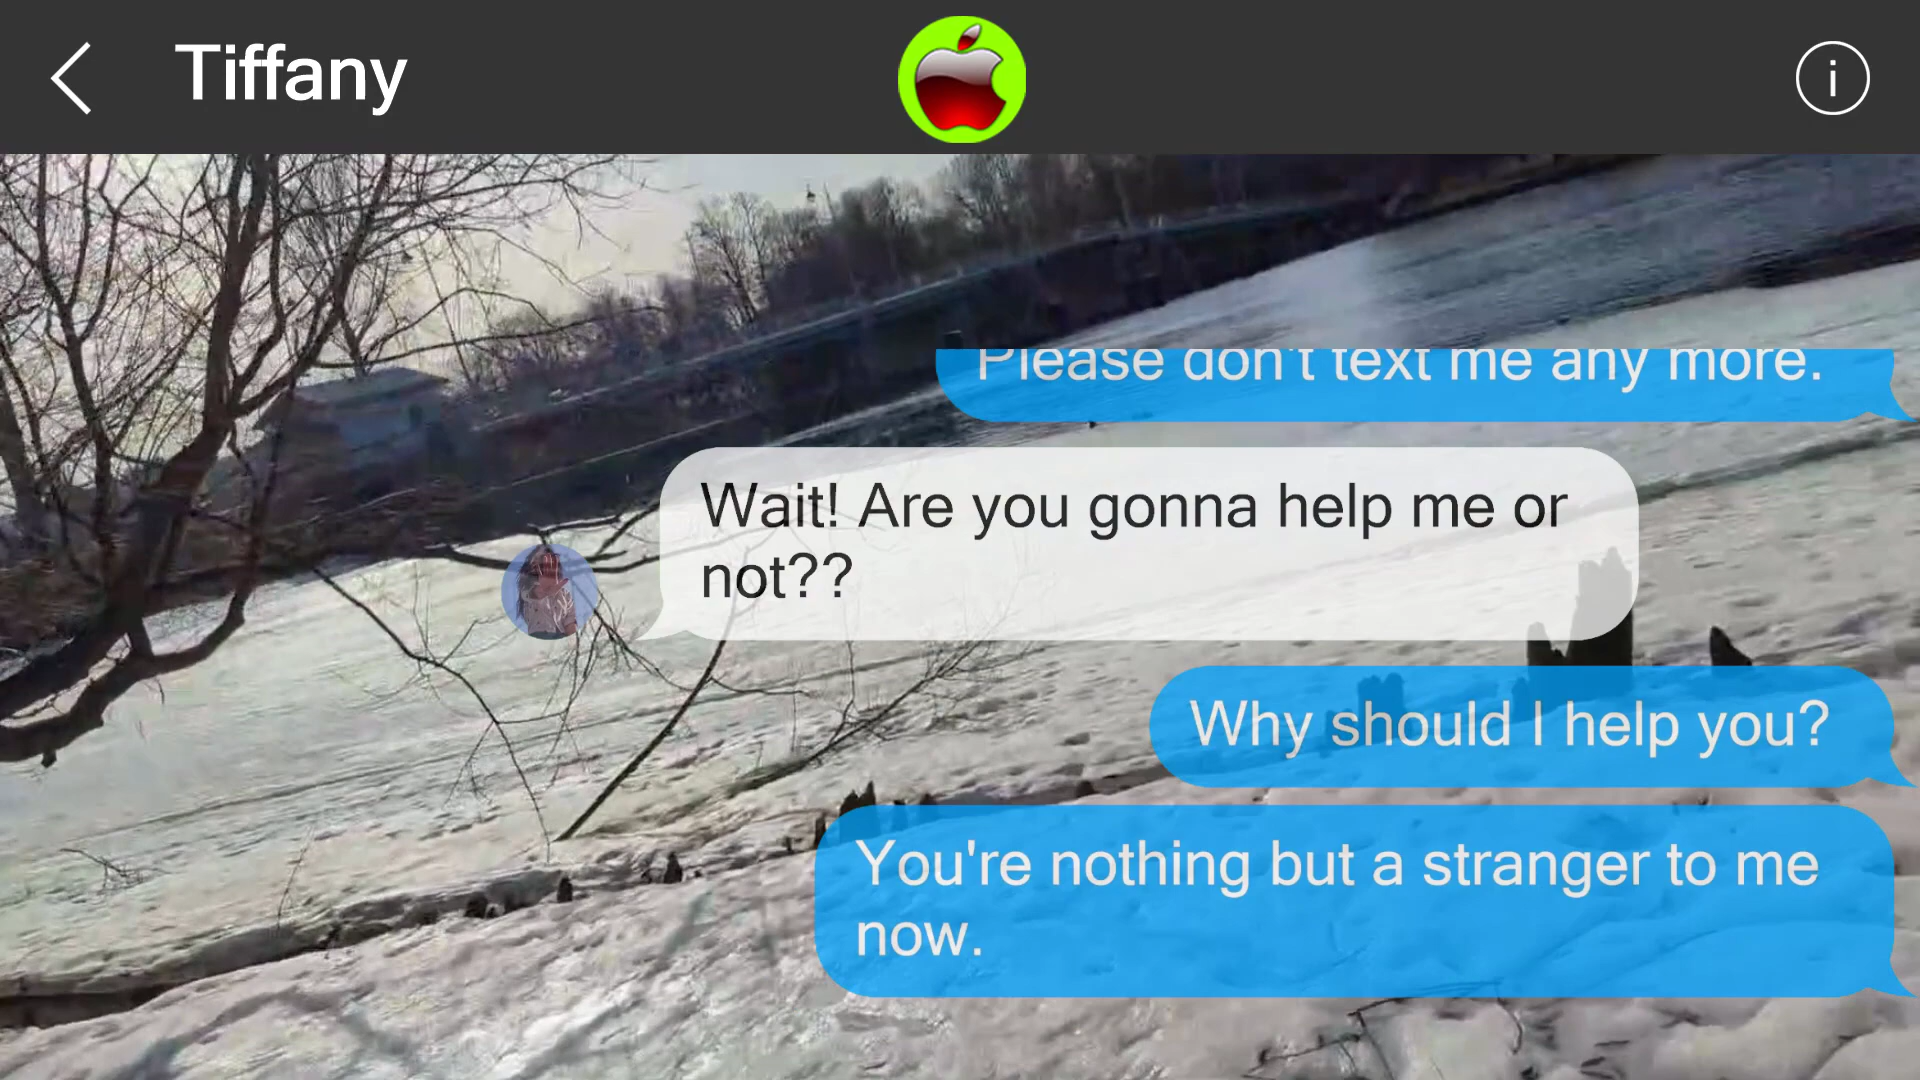 Tiffany
i
Please don't text me any more.
Wait! Are you gonna help me or
not??
Why should I help you?
You're nothing but a stranger to me
now.